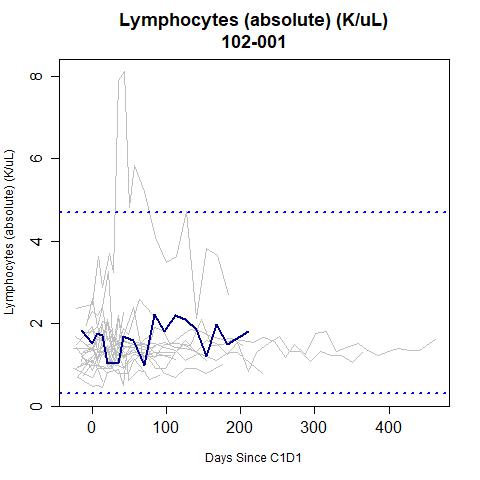 Lymphocytes (absolute) (K/uL)
102-001
Lymphocytes (absolute) (K/uL)
8
6
4
2
0
0 100 200 300 400
Days Since C1D1